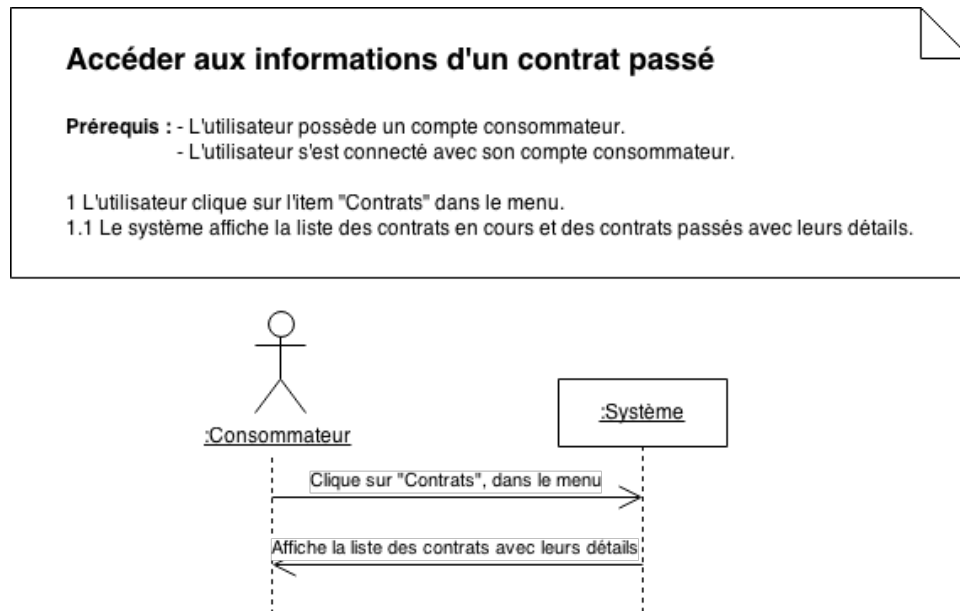 Accéder aux informations d'un contrat passé
Prérequis : - L'utilisateur possède un compte consommateur.
- L'utilisateur s'est connecté avec son compte consommateur.
1 L'utilisateur clique sur l'item "Contrats" dans le menu.
1.1 Le système affiche la liste des contrats en cours et des contrats passés avec leurs détails.
:Système
:Consommateur
Clique sur "Contrats", dans le menu
Affiche la liste des contrats avec leurs détails